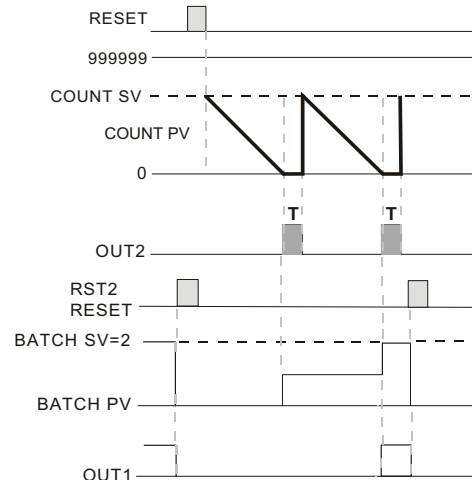 RESET
999999
COUNT SV
COUNT PV
0
T T
OUT2
RST2
RESET
BATCH SV=2
BATCH PV
OUT1